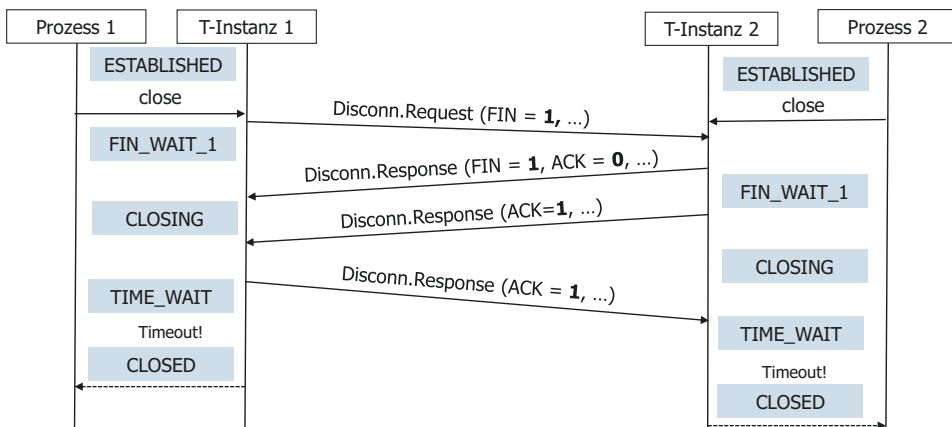 Prozess 1
T-Instanz 1
T-Instanz 2
Prozess 2
ESTABLISHED
ESTABLISHED
close
close
Disconn.Request (FIN = 1, ...)
FIN_WAIT_1
Disconn.Response (FIN = 1, ACK = 0, ...)
FIN_WAIT_1
CLOSING
Disconn.Response (ACK=1, ...)
CLOSING
Disconn.Response (ACK = 1, ...)
TIME_WAIT
TIME_WAIT
Timeout!
CLOSED
Timeout!
CLOSED